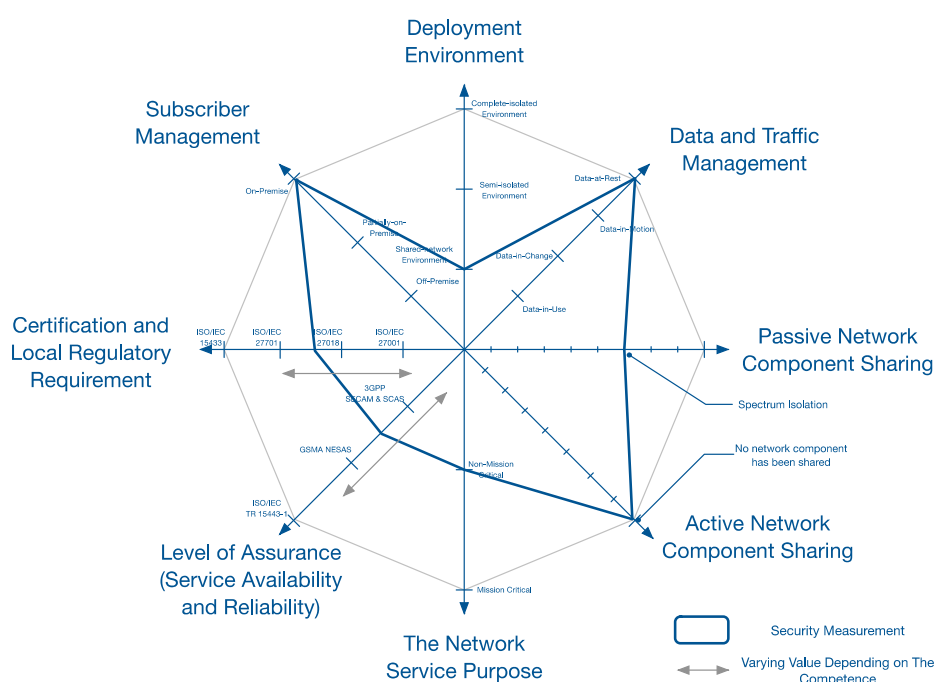 Deployment
Environment
Subscriber
Management
Data and Traffic
Management
Complete-isolated
Environment
On-Premise
Data-at-Rest
Semi-isolated
Environment
Partially-on-
Premise
Data-in-Motion
Shared-network
Environment
Data-in-Change
Off-Premise
Data-in-Use
Certification and
Local Regulatory
Requirement
ISO/IEC
15433
ISO/IEC
27701
ISO/IEC
27018
ISO/IEC
27001
Passive Network
Component Sharing
3GPP
SECAM & SCAS
Spectrum Isolation
GSMA NESAS
Non-Mission
Critical
No network component
has been shared
ISO/IEC
TR 15443-1
Active Network
Component Sharing
Level of Assurance
(Service Availability
and Reliability)
Mission Critical
The Network
Service Purpose
Security Measurement
Varying Value Depending on The
Competence